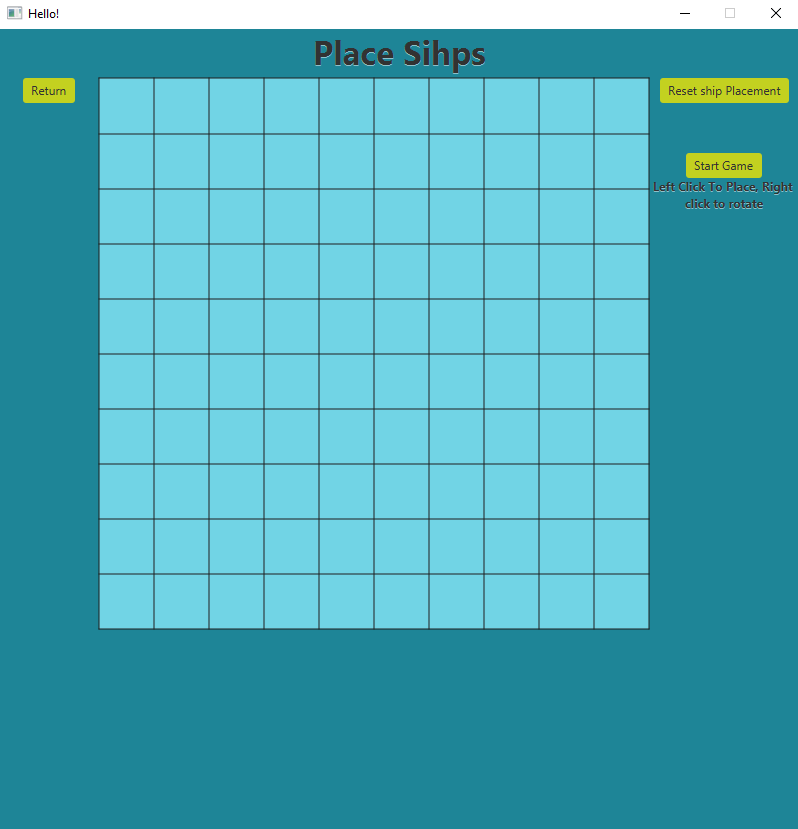 Hello!
Place Sihps
Return
Reset ship Placement
Start Game
Left Click To Place, Right
click to rotate